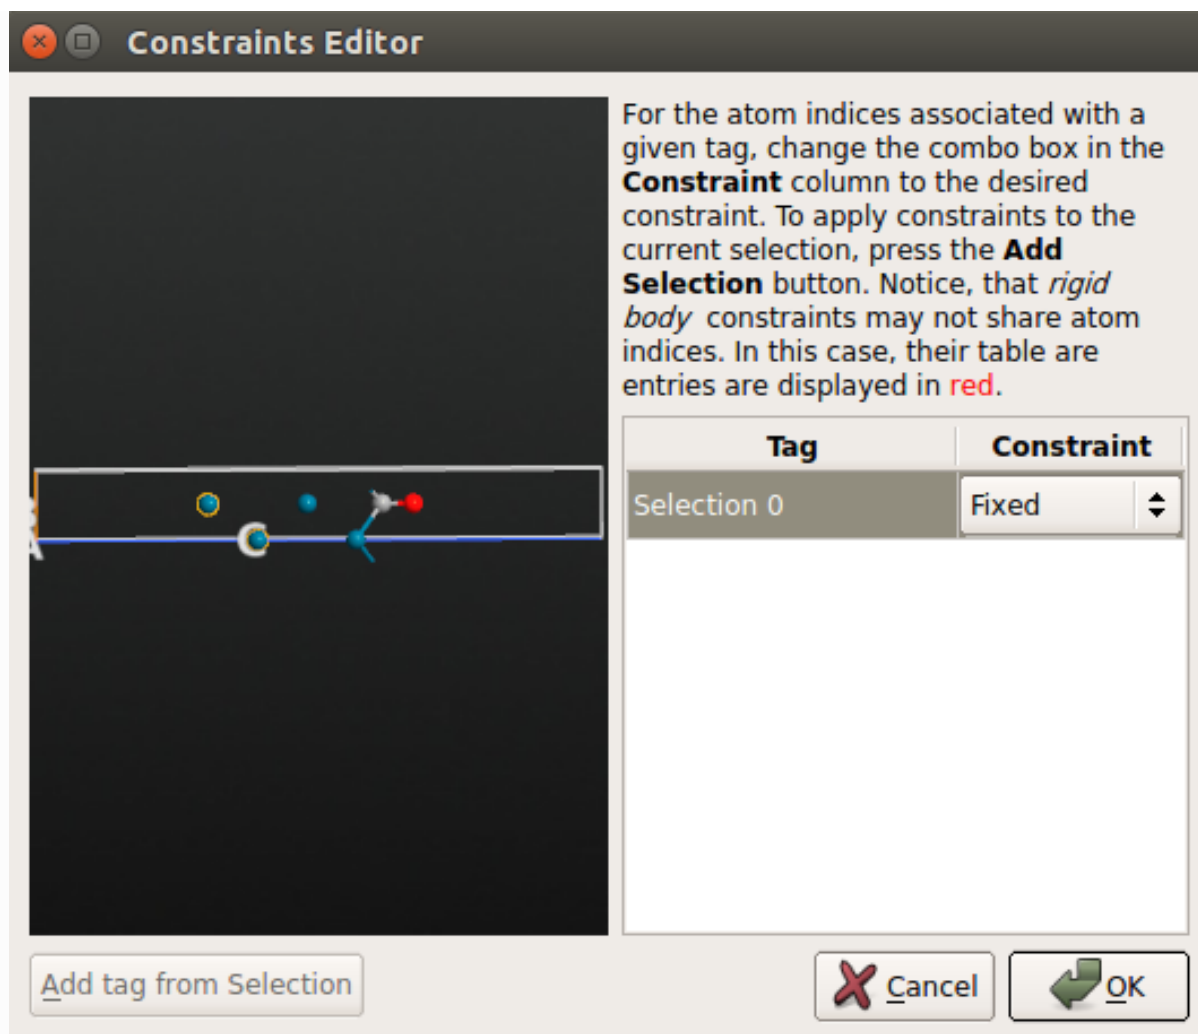 Constraints Editor
For the atom indices associated with a
given tag, change the combo box in the
Constraint column to the desired
constraint. To apply constraints to the
current selection, press the Add
Selection button. Notice, that rigid
body constraints may not share atom
indices. In this case, their table are
entries are displayed in red.
Tag Constraint
Selection 0 Fixed
B
A
C
Add tag from Selection
Cancel
OK